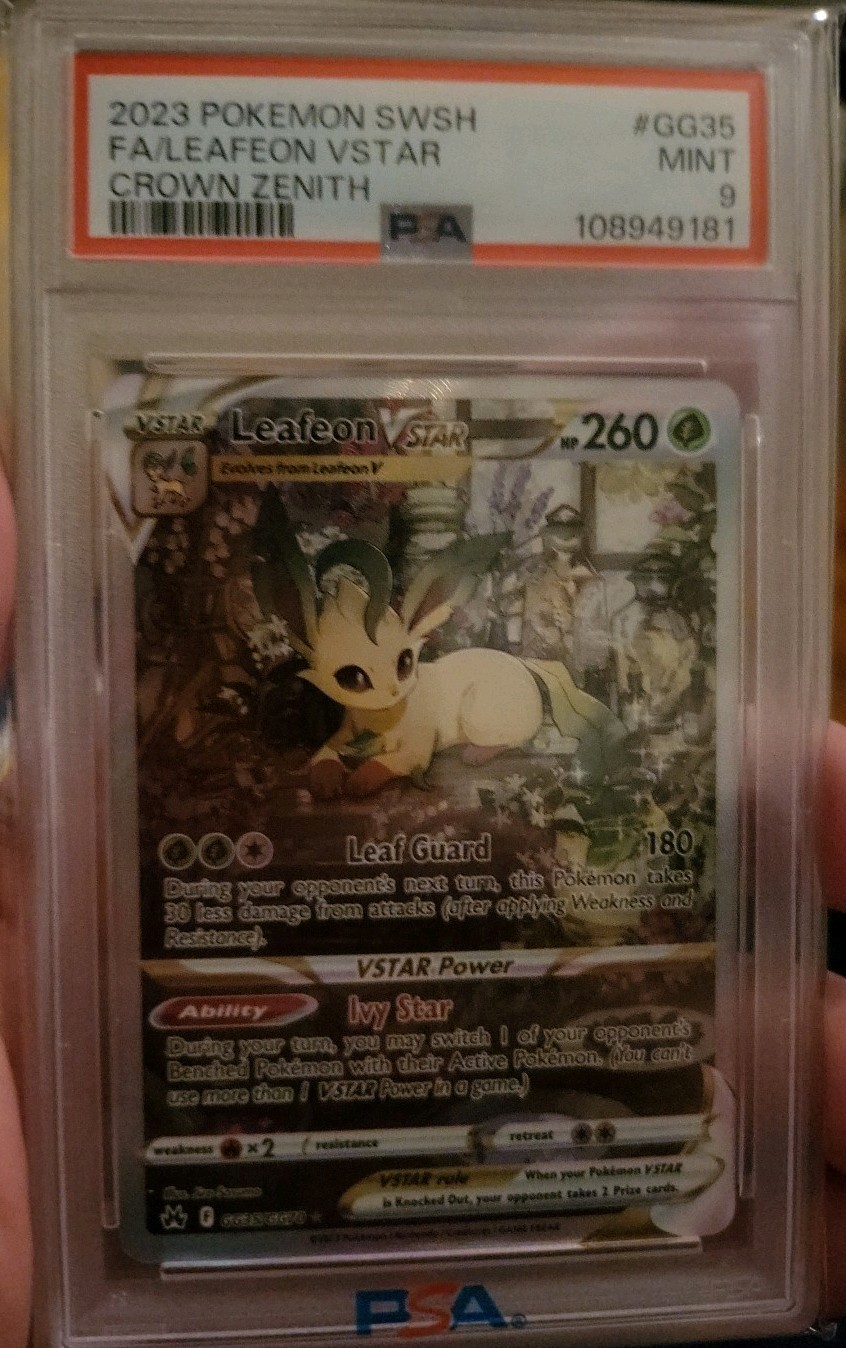 2023 POKEMON SWSH #GG35
FA/LEAFEON VSTAR MINT
CROWN ZENITH 9
PSA 108949181
VSTAR Leafeon VSTAR HP 260
Evolves from Leafeon V
Leaf Guard 180
During your opponent's next turn, this Pokémon takes
30 less damage from attacks (after applying Weakness and
Resistance).
VSTAR Power
Ability Ivy Star
During your turn, you may switch 1 of your opponent's
Benched Pokémon with their Active Pokémon. (You can't
use more than 1 VSTAR Power in a game.)
weakness ×2 resistance retreat
VSTAR rule When your Pokémon VSTAR
is Knocked Out, your opponent takes 2 Prize cards.
Illus.
F GG35/GG70
PSA®